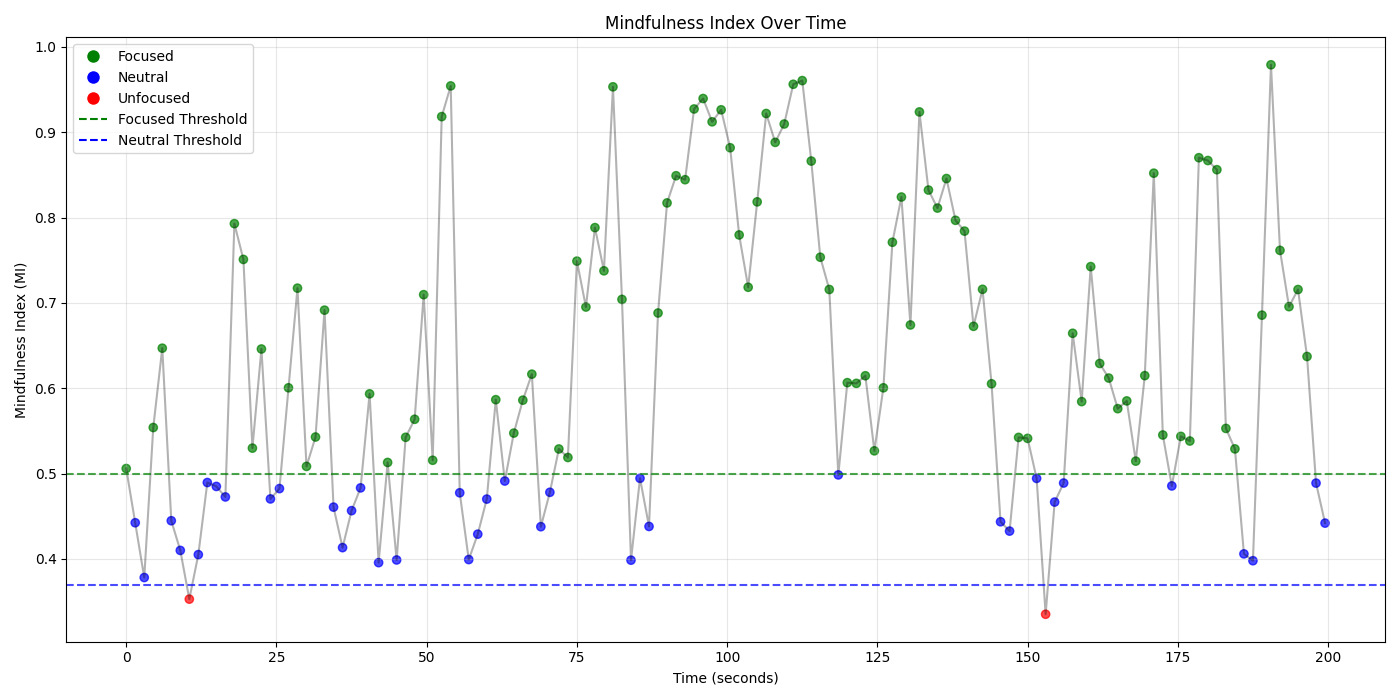 Mindfulness Index Over Time
Focused
Neutral
Unfocused
Focused Threshold
Neutral Threshold
Mindfulness Index (MI)
1.0
0.9
0.8
0.7
0.6
0.5
0.4
0 25 50 75 100 125 150 175 200
Time (seconds)